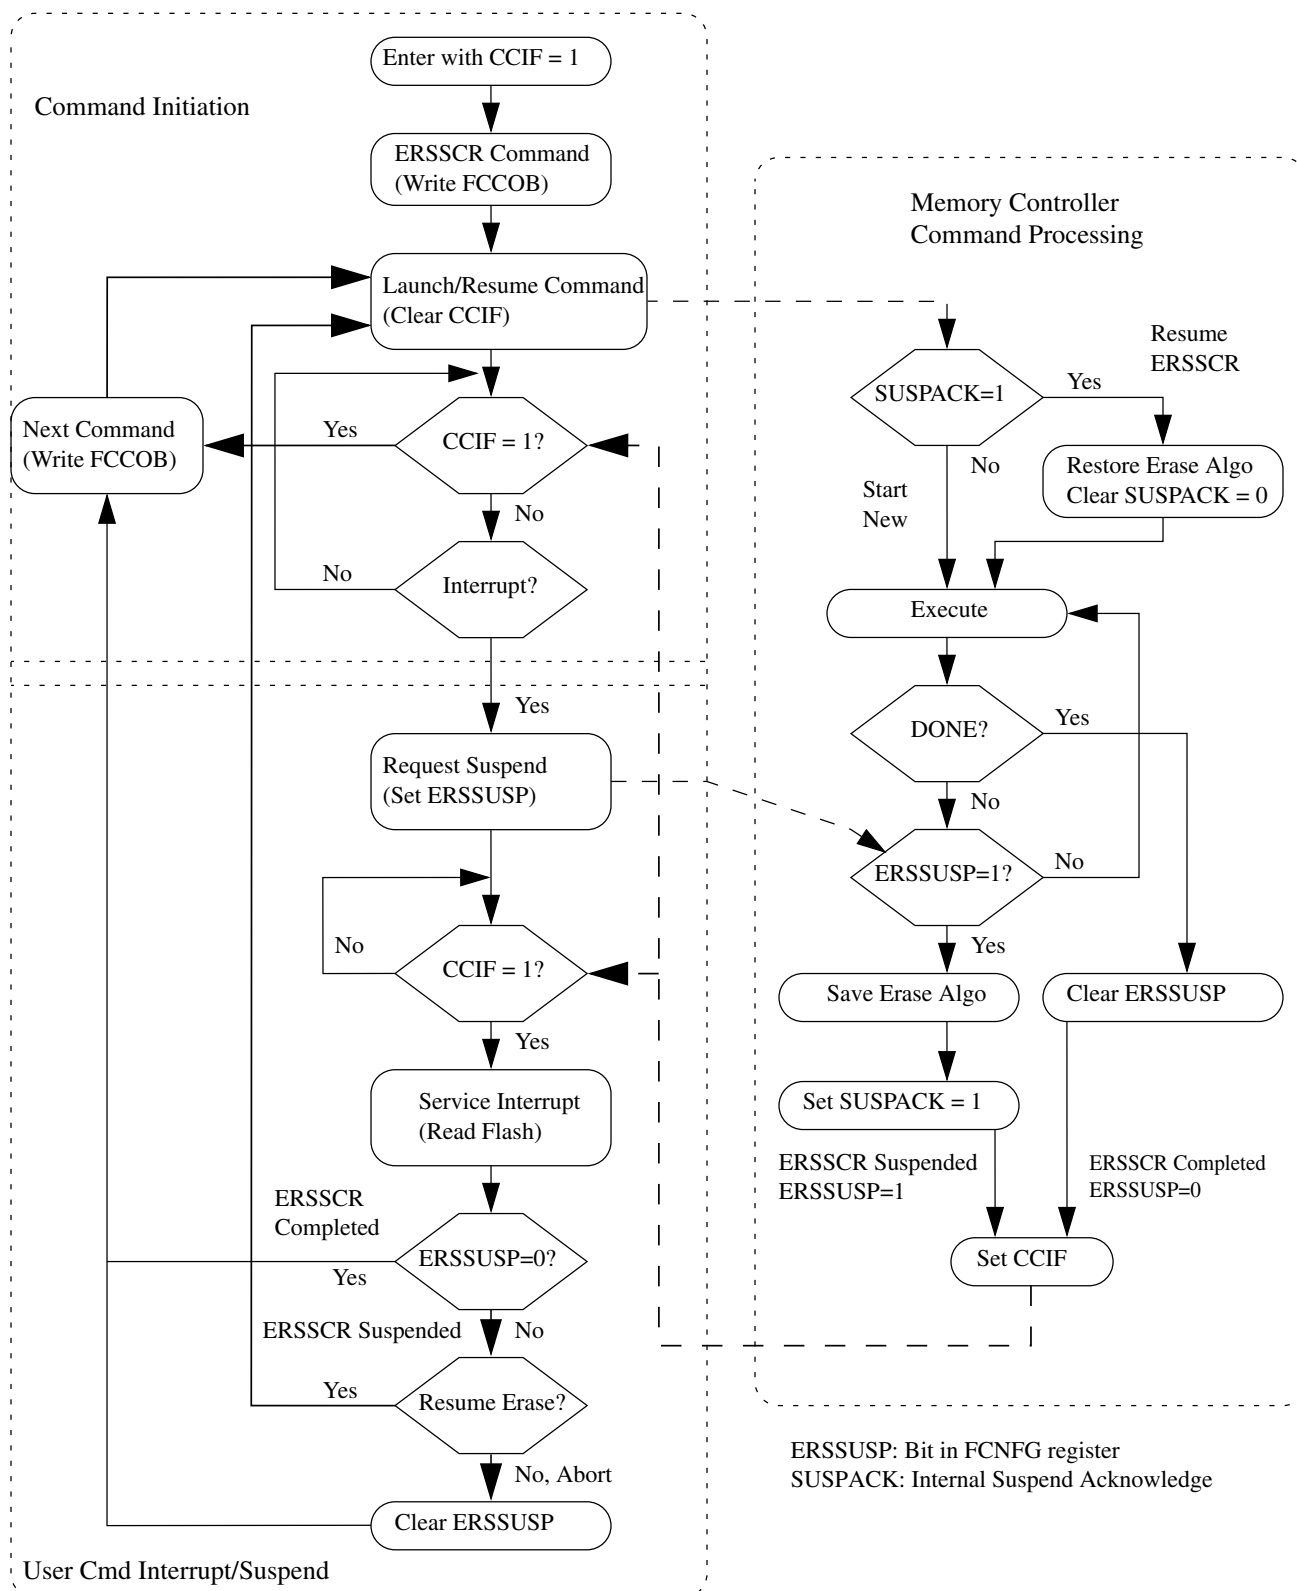 Enter with CCIF = 1
Command Initiation
ERSSCR Command
(Write FCCOB)
Launch/Resume Command
(Clear CCIF)
Next Command
(Write FCCOB)
Yes
CCIF = 1?
No
No
Interrupt?
Yes
Request Suspend
(Set ERSSUSP)
No
CCIF = 1?
Yes
Service Interrupt
(Read Flash)
ERSSCR
Completed
ERSSUSP=0?
Yes
ERSSCR Suspended
No
Yes
Resume Erase?
No, Abort
Clear ERSSUSP
User Cmd Interrupt/Suspend
Memory Controller
Command Processing
Resume
ERSSCR
SUSPACK=1
Yes
No
Restore Erase Algo
Clear SUSPACK = 0
Start
New
Execute
DONE?
Yes
No
ERSSUSP=1?
No
Yes
Save Erase Algo
Clear ERSSUSP
Set SUSPACK = 1
ERSSCR Suspended
ERSSUSP=1
ERSSCR Completed
ERSSUSP=0
Set CCIF
ERSSUSP: Bit in FCNFG register
SUSPACK: Internal Suspend Acknowledge